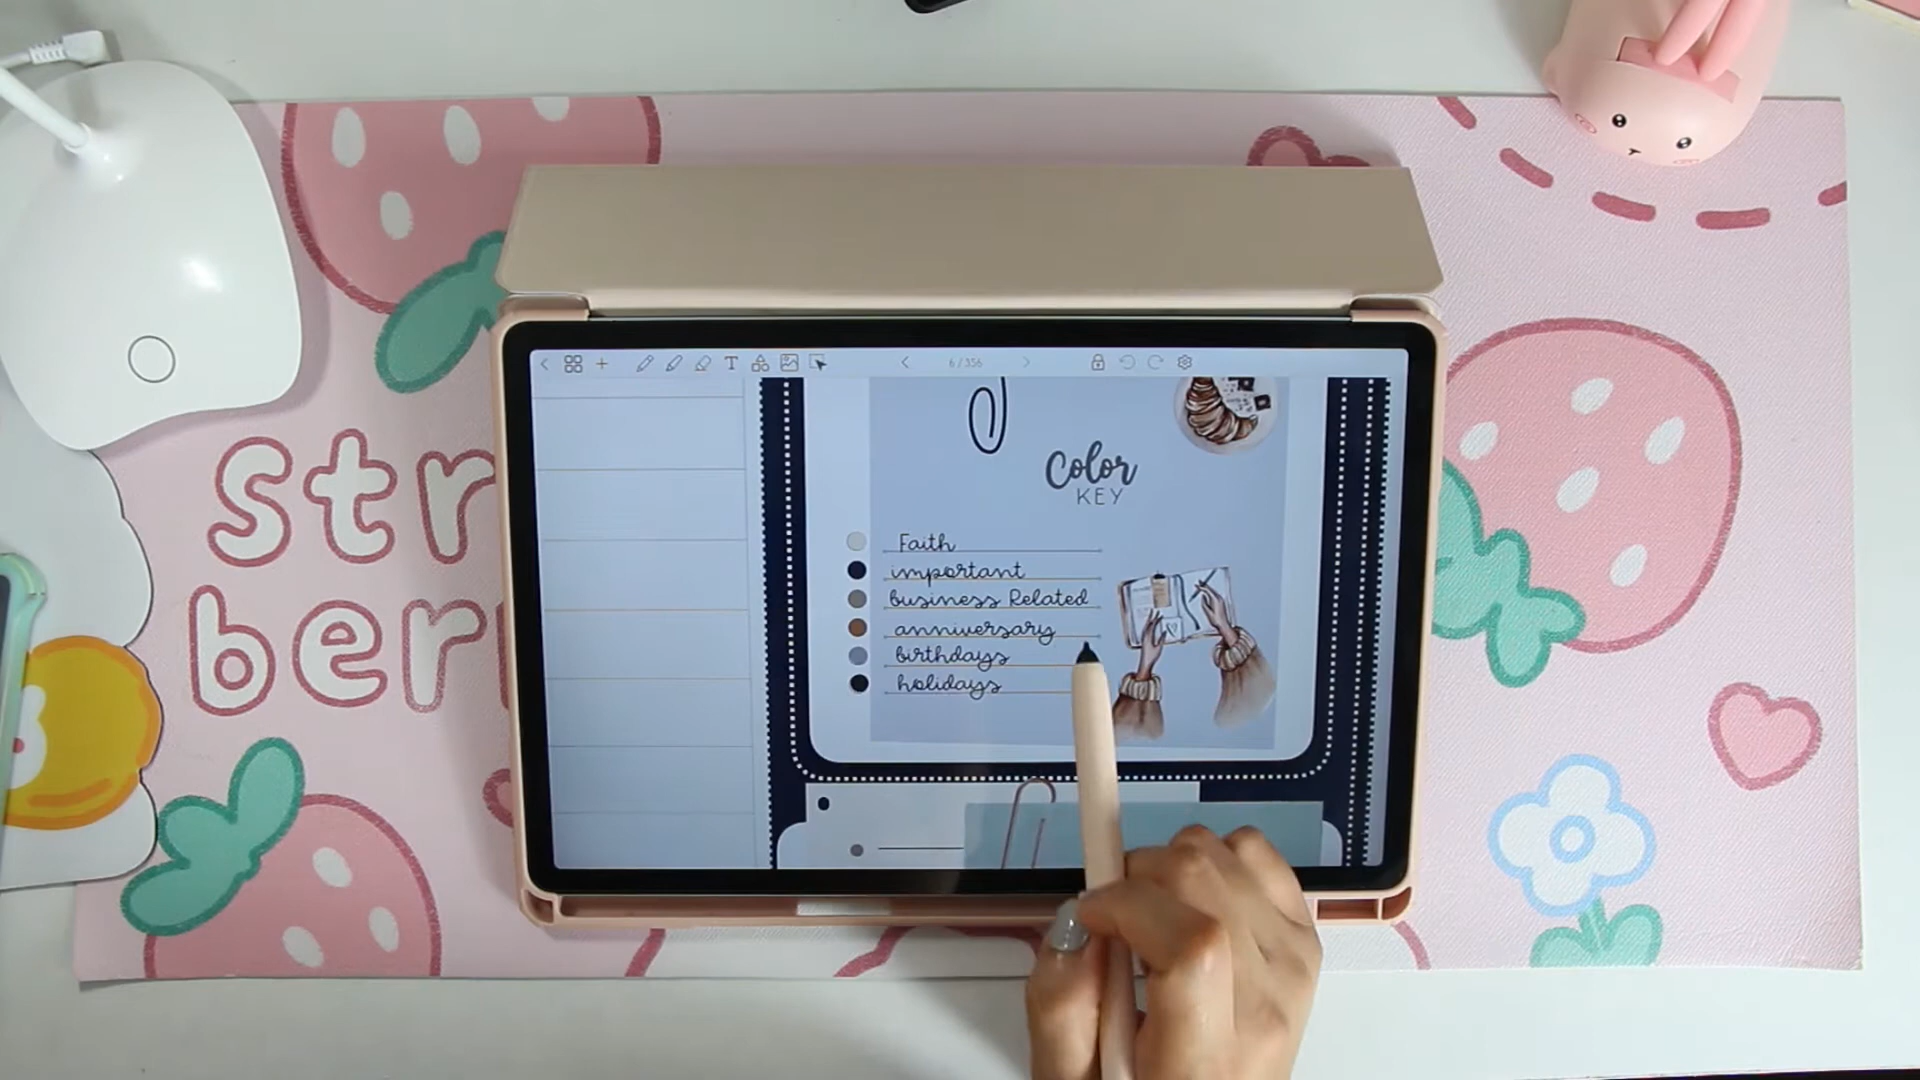 T
6 / 356
Color
KEY
Faith
important
business Related
anniversary
birthdays
holidays
str
ber